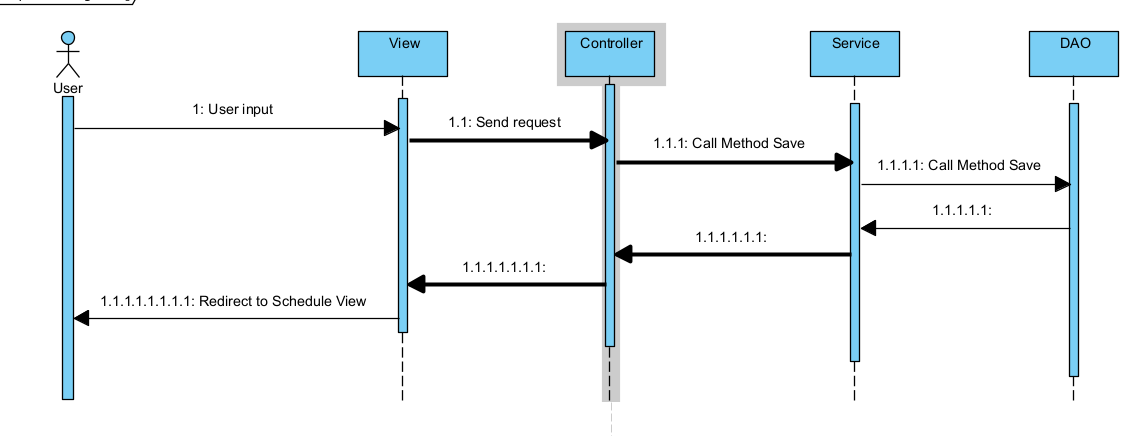 View
Controller
Service
DAO
User
1: User input
1.1: Send request
1.1.1: Call Method Save
1.1.1.1: Call Method Save
1.1.1.1.1:
1.1.1.1.1.1:
1.1.1.1.1.1.1:
1.1.1.1.1.1.1.1: Redirect to Schedule View